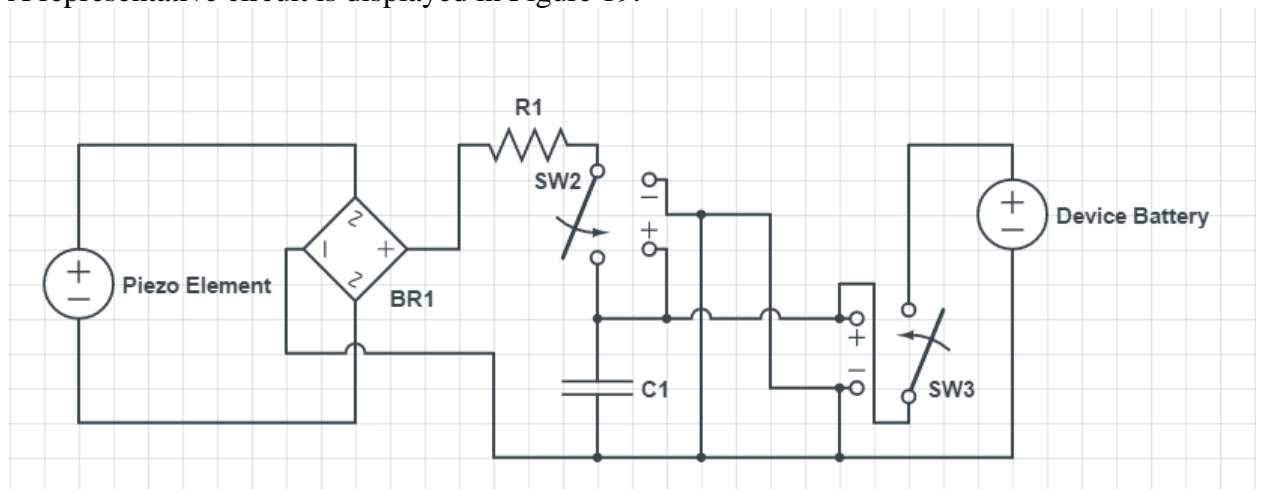 A representative circuit is displayed in Figure 19.
R1
SW2
Piezo Element
BR1
C1
SW3
Device Battery